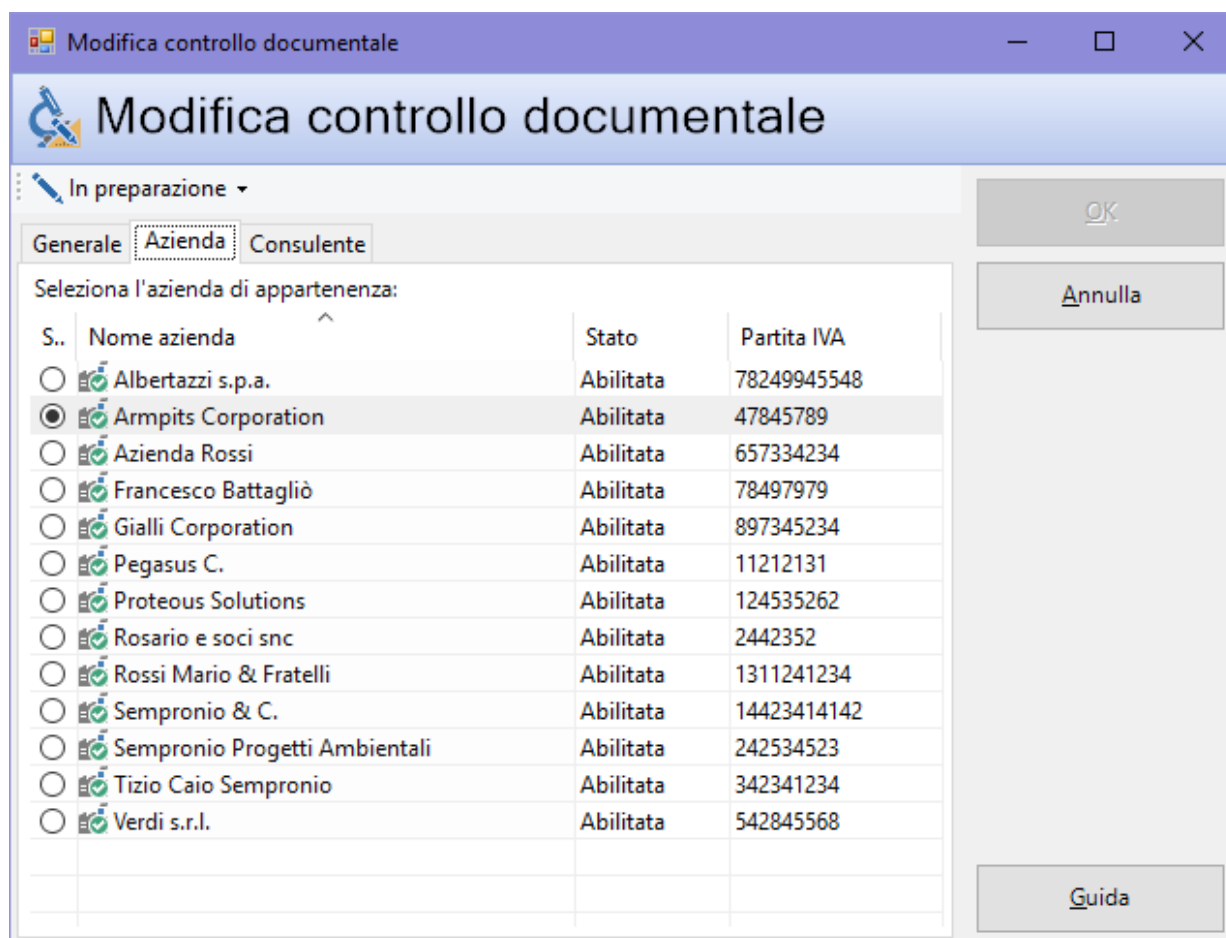 Modifica controllo documentale
Modifica controllo documentale
In preparazione
OK
Generale Azienda Consulente
Annulla
Seleziona l'azienda di appartenenza:
S.. Nome azienda Stato Partita IVA
Albertazzi s.p.a. Abilitata 78249945548
Armpits Corporation Abilitata 47845789
Azienda Rossi Abilitata 657334234
Francesco Battagliò Abilitata 78497979
Gialli Corporation Abilitata 897345234
Pegasus C. Abilitata 11212131
Proteous Solutions Abilitata 124535262
Rosario e soci snc Abilitata 2442352
Rossi Mario & Fratelli Abilitata 1311241234
Sempronio & C. Abilitata 14423414142
Sempronio Progetti Ambientali Abilitata 242534523
Tizio Caio Sempronio Abilitata 342341234
Verdi s.r.l. Abilitata 542845568
Guida